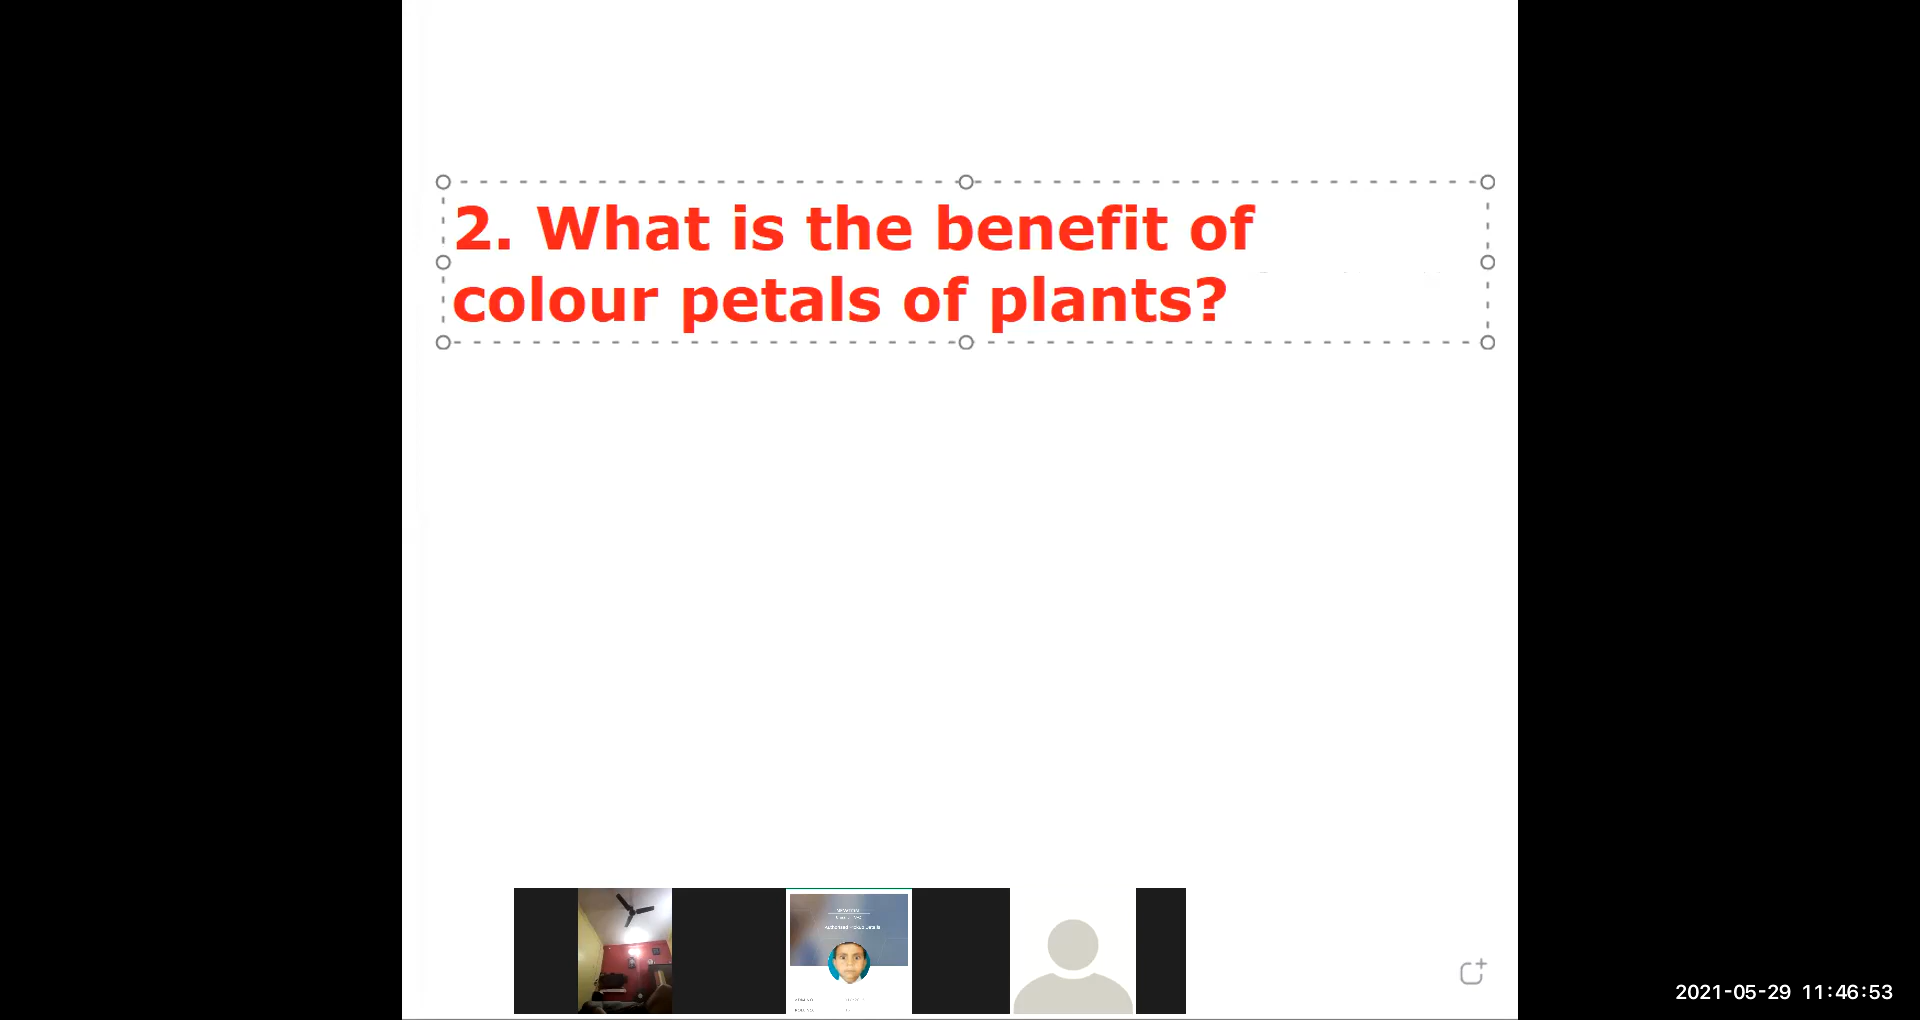 2. What is the benefit of
colour petals of plants?
2021-05-29 11:46:53